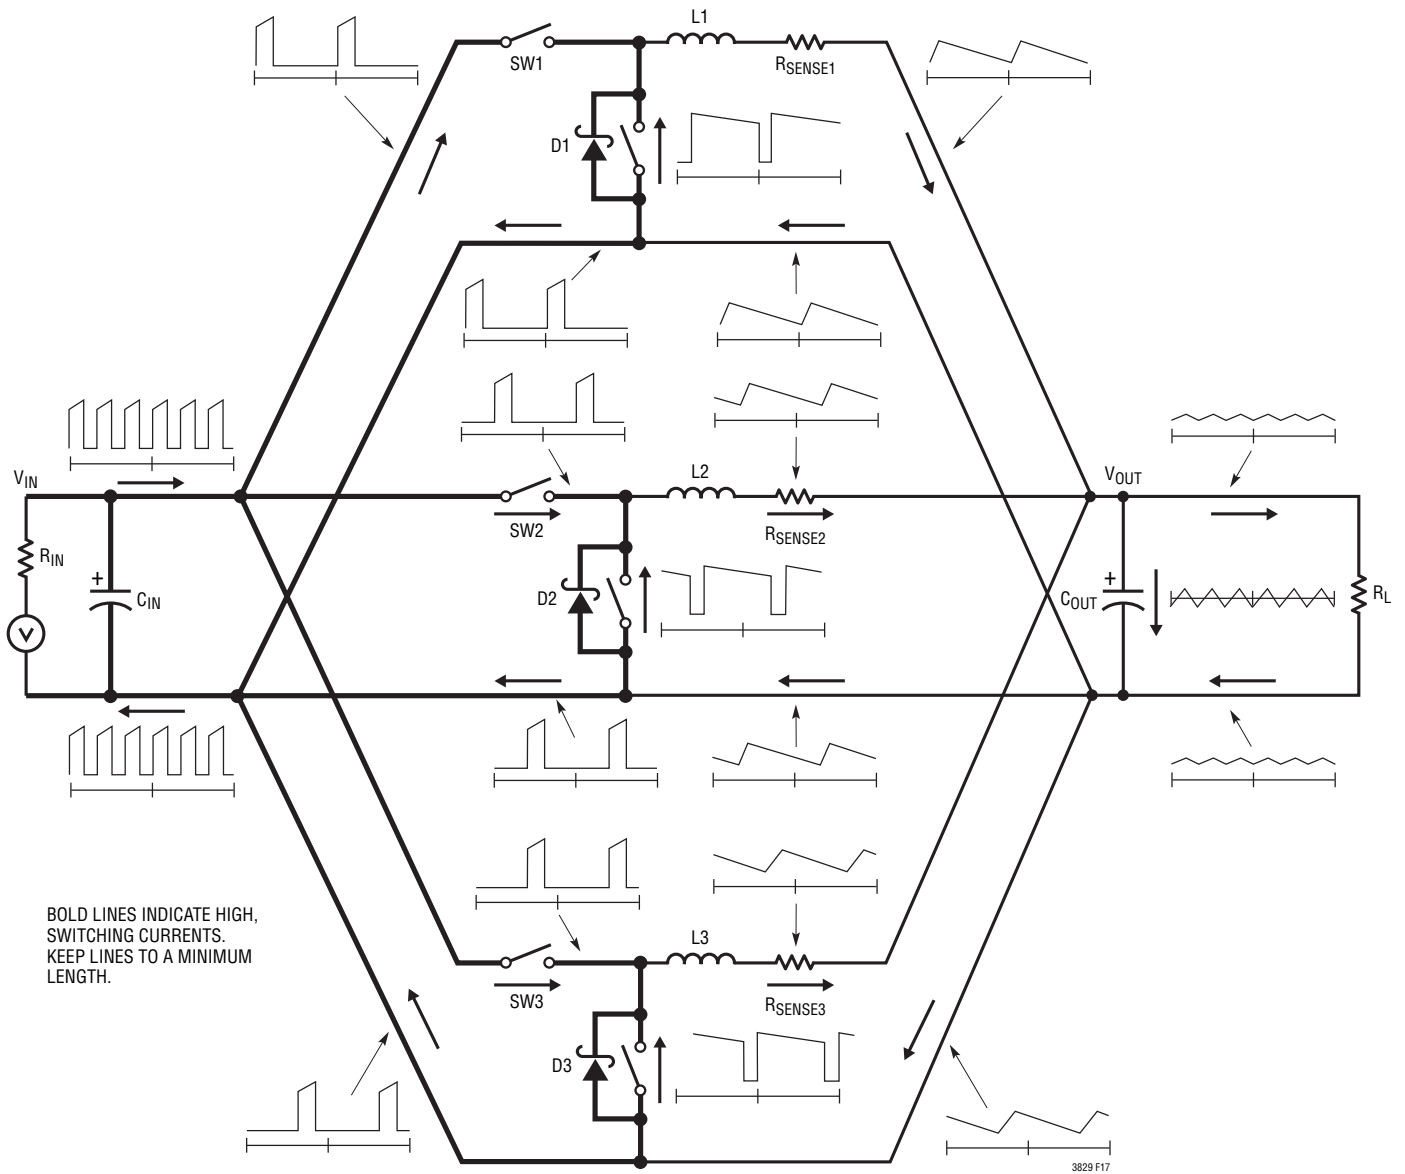 L1
SW1
RSENSE1
D1
VIN
L2
VOUT
SW2
RSENSE2
RIN
+
CIN
D2
+
COUT
RL
V
BOLD LINES INDICATE HIGH,
SWITCHING CURRENTS.
KEEP LINES TO A MINIMUM
LENGTH.
L3
SW3
RSENSE3
D3
3829 F17